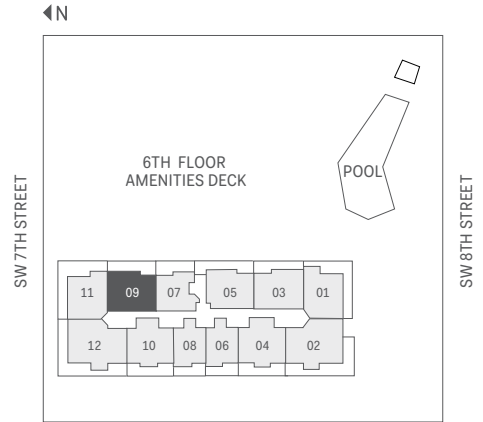 N
6TH FLOOR
AMENITIES DECK
POOL
SW 7TH STREET
SW 8TH STREET
11 09 07 05 03 01
12 10 08 06 04 02